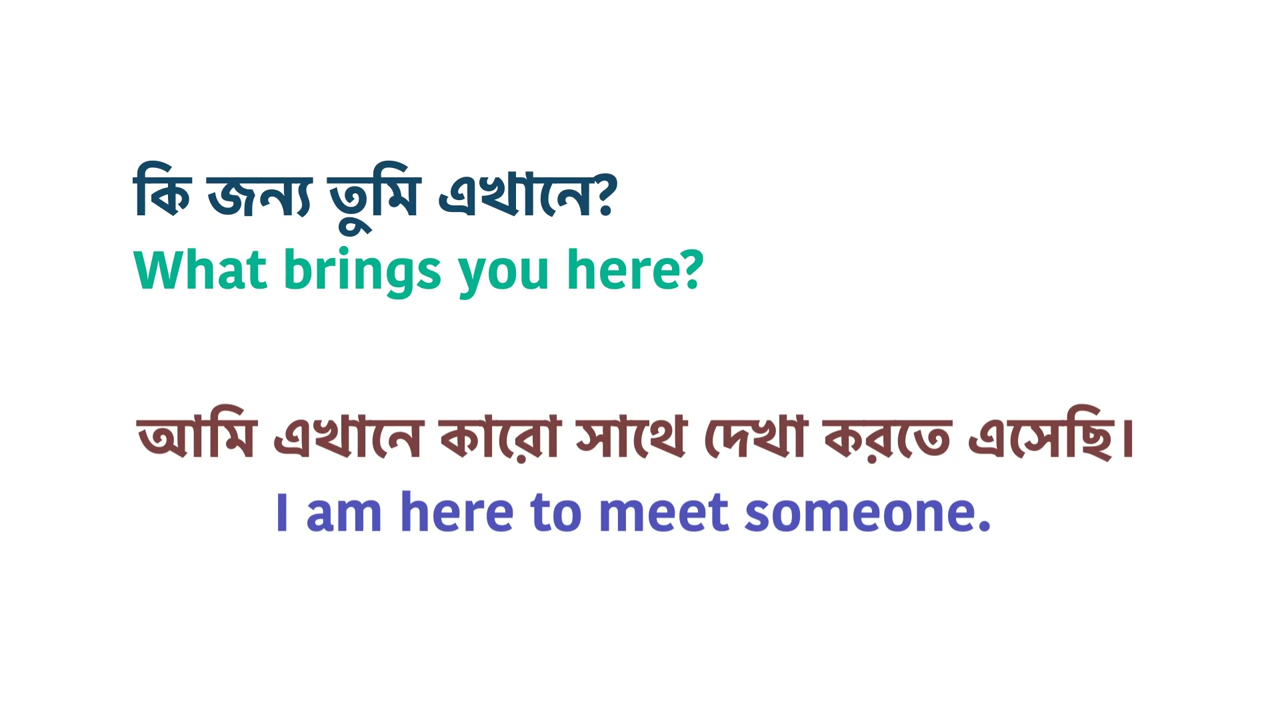 কি জন্য তুমি এখানে?
What brings you here?
আমি এখানে কারো সাথে দেখা করতে এসেছি।
I am here to meet someone.